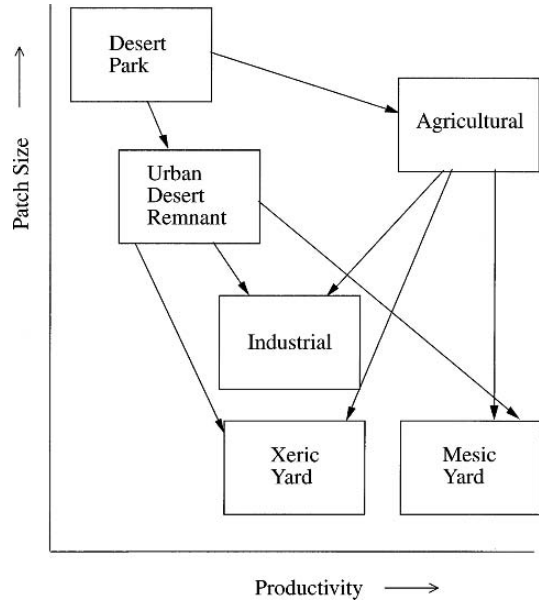 Desert
Park
Agricultural
Urban
Desert
Remnant
Patch Size
Industrial
Xeric
Yard
Mesic
Yard
Productivity